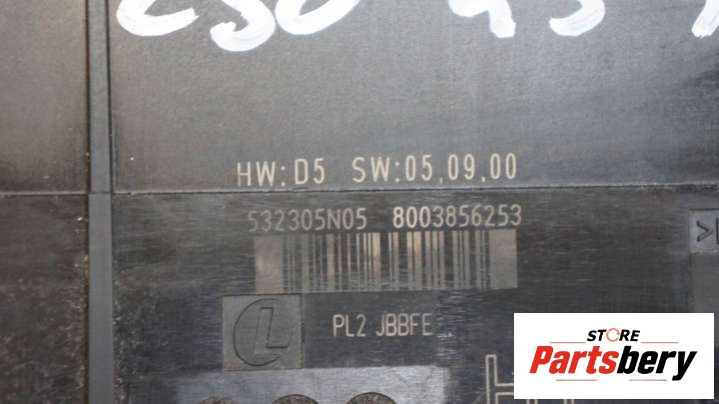 HW:D5 SW:05.09.00
532305N05 8003856253
PL2 JBBFE
STORE
Partsbery